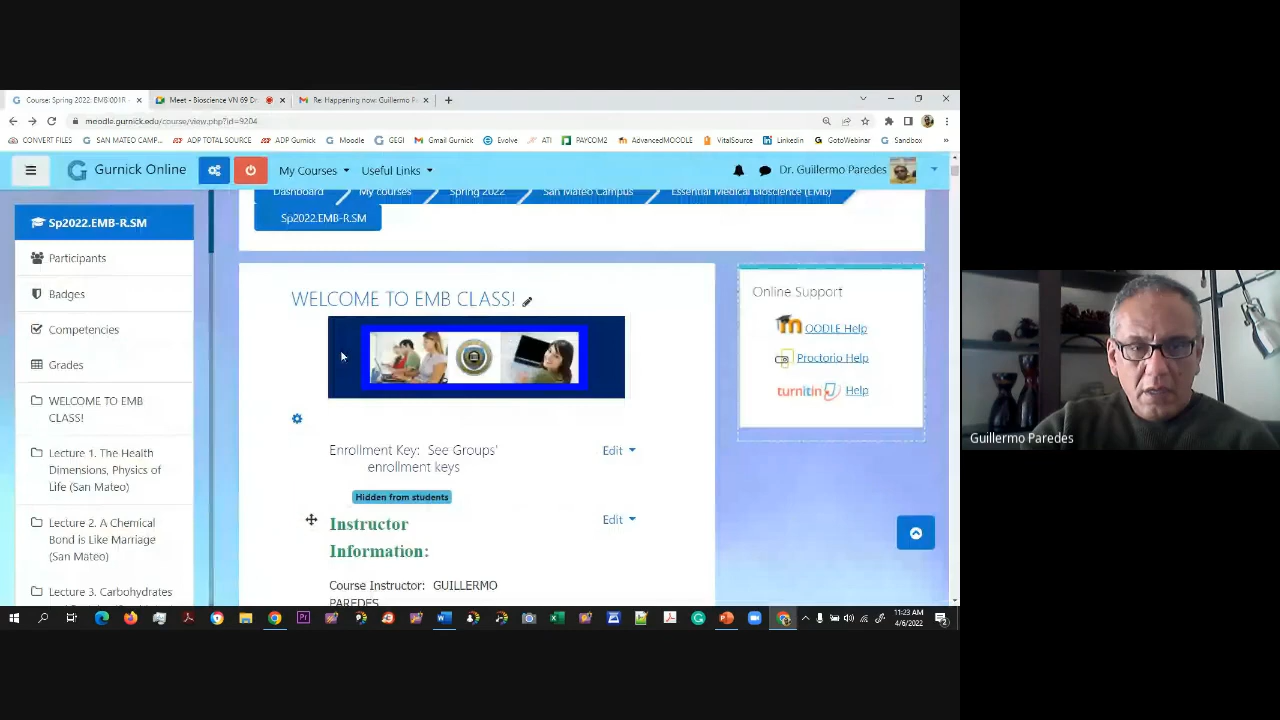 Course: Spring 2022: EMB 001R -
Meet - Bioscience VN 69 D
Re: Happening now: Guillermo P
moodle.gurnick.edu/course/view.php?id=9204
CONVERT FILES
SAN MATEO CAMP...
ADP TOTAL SOURCE
ADP Gurnick
Moodle
GEGI
Gmail Gurnick
Evolve
ATI
PAYCOM2
AdvancedMOODLE
VitalSource
Linkedin
GotoWebinar
Sandbox
»
Gurnick Online
My Courses
Useful Links
Dr. Guillermo Paredes
Dashboard
My courses
Spring 2022
San Mateo Campus
Essential Medical Bioscience (EMB)
Sp2022.EMB-R.SM
Sp2022.EMB-R.SM
Participants
Badges
Competencies
Grades
WELCOME TO EMB
CLASS!
Lecture 1. The Health
Dimensions, Physics of
Life (San Mateo)
Lecture 2. A Chemical
Bond is Like Marriage
(San Mateo)
Lecture 3. Carbohydrates
WELCOME TO EMB CLASS!
Enrollment Key: See Groups'
enrollment keys
Edit
Hidden from students
Instructor
Information:
Edit
Course Instructor: GUILLERMO
PAREDES
Online Support
OODLE Help
Proctorio Help
turnitin Help
Guillermo Paredes
11:23 AM
4/6/2022